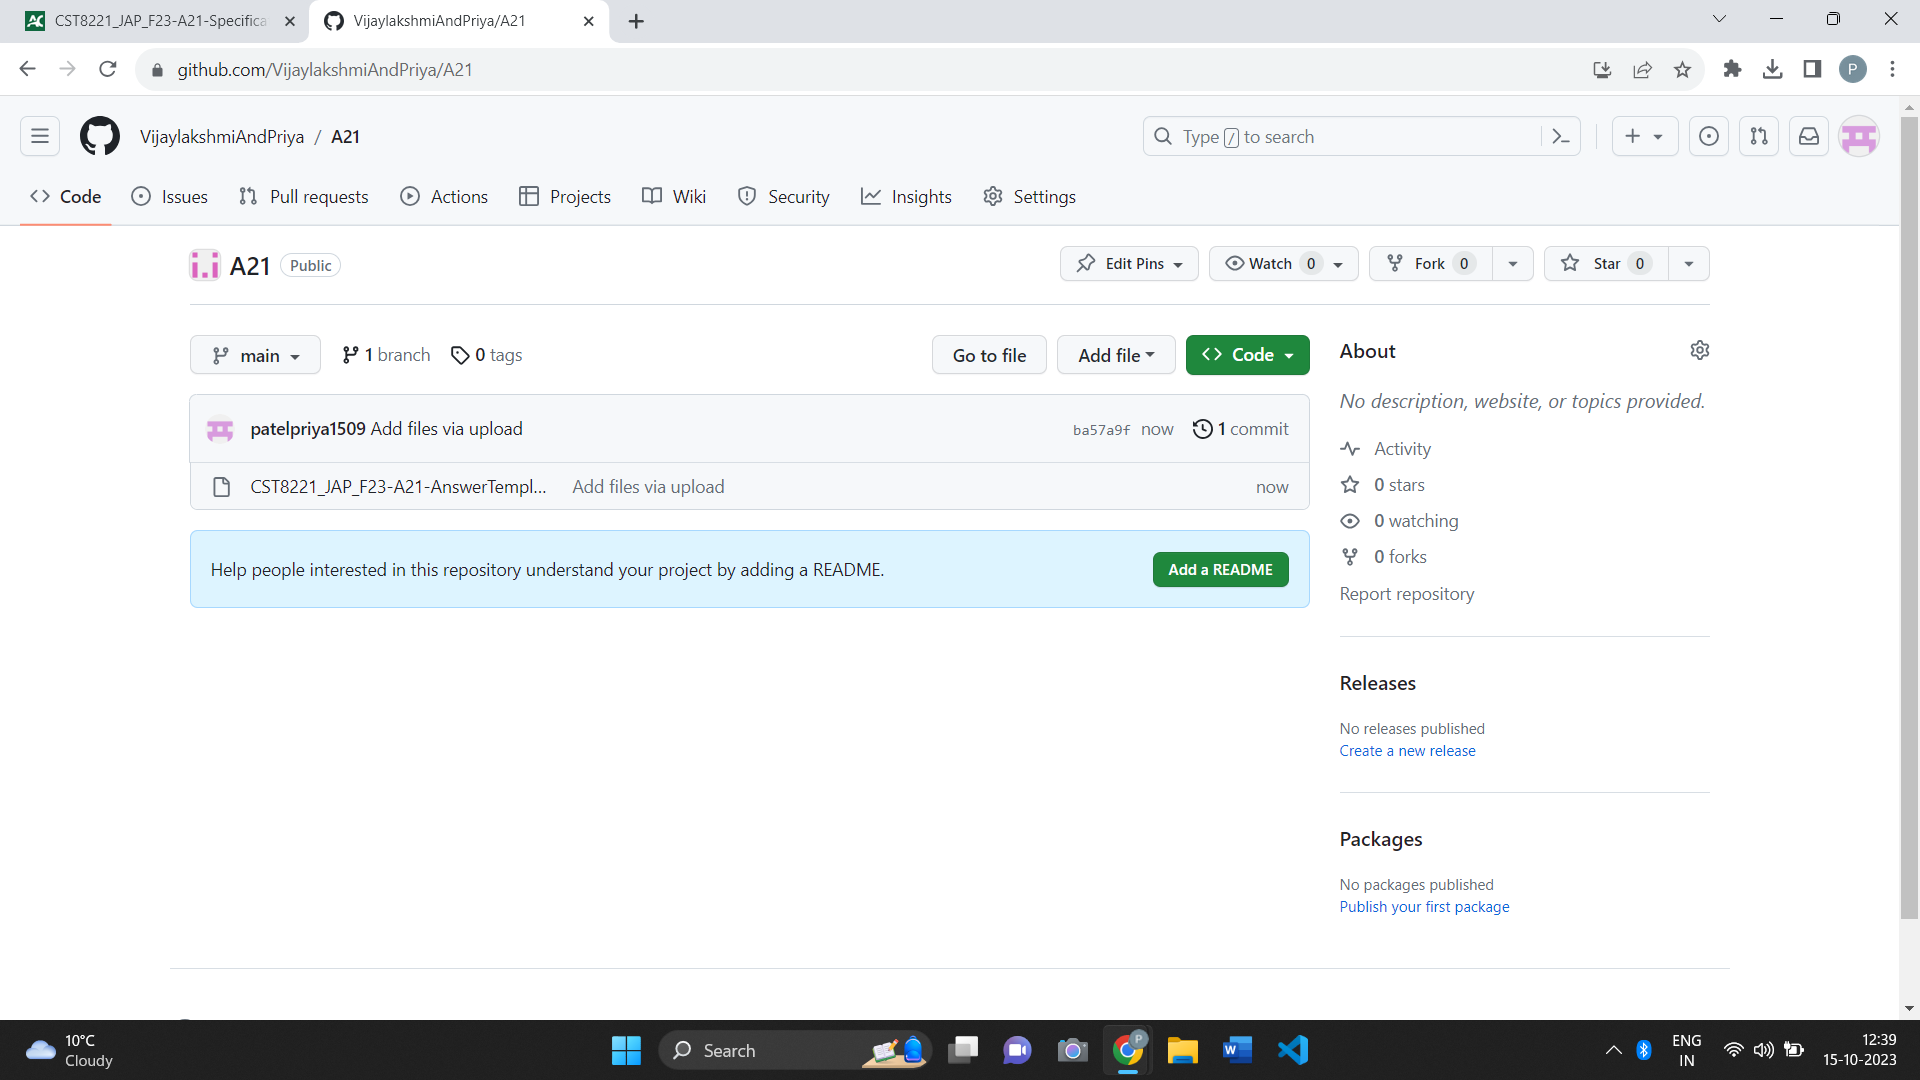 CST8221_JAP_F23-A21-Specifica
VijaylakshmiAndPriya/A21
github.com/VijaylakshmiAndPriya/A21
P
VijaylakshmiAndPriya / A21
Type / to search
Code
Issues
Pull requests
Actions
Projects
Wiki
Security
Insights
Settings
A21 Public
Edit Pins
Watch 0
Fork 0
Star 0
main
1 branch
0 tags
Go to file
Add file
Code
About
No description, website, or topics provided.
patelpriya1509 Add files via upload
ba57a9f now
1 commit
CST8221_JAP_F23-A21-AnswerTempl...
Add files via upload
now
Help people interested in this repository understand your project by adding a README.
Add a README
Activity
0 stars
0 watching
0 forks
Report repository
Releases
No releases published
Create a new release
Packages
No packages published
Publish your first package
10°C
Cloudy
Search
P
ENG
IN
12:39
15-10-2023